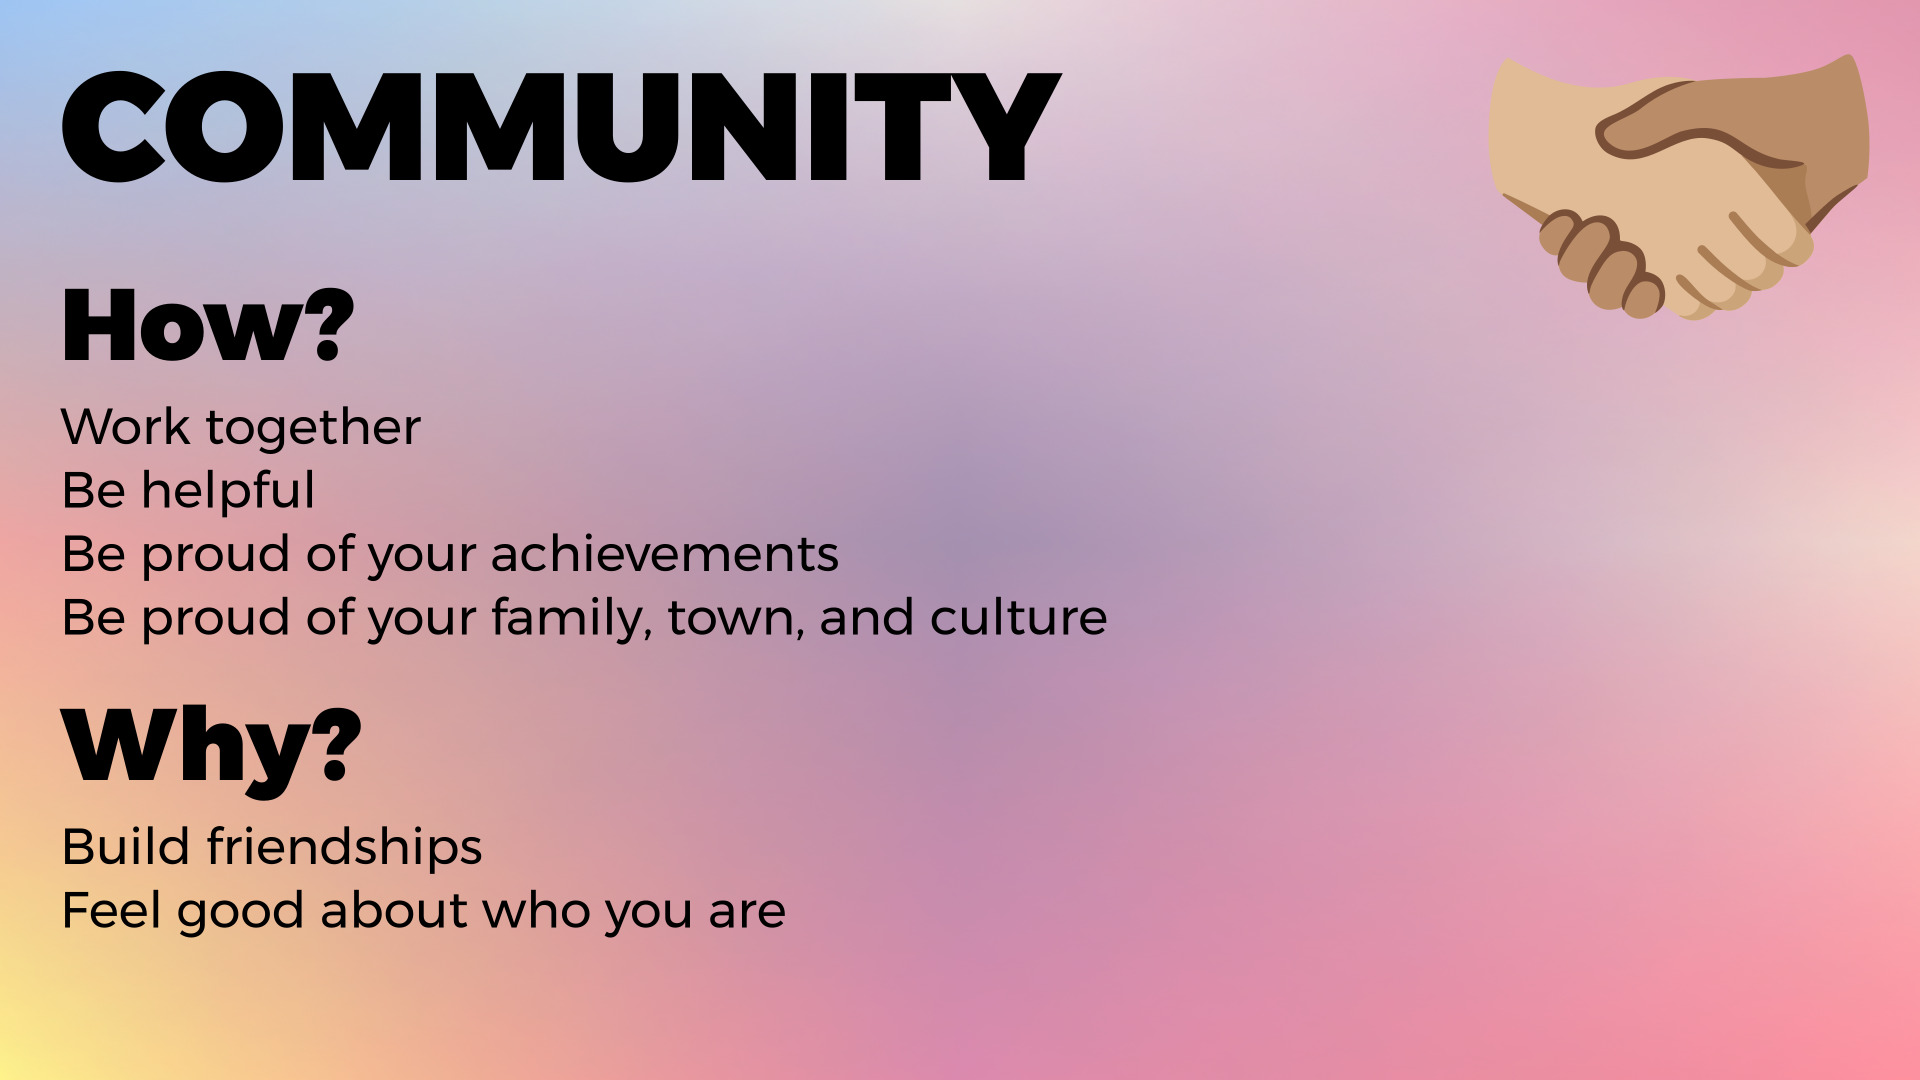 COMMUNITY
How?
Work together
Be helpful
Be proud of your achievements
Be proud of your family, town, and culture
Why?
Build friendships
Feel good about who you are